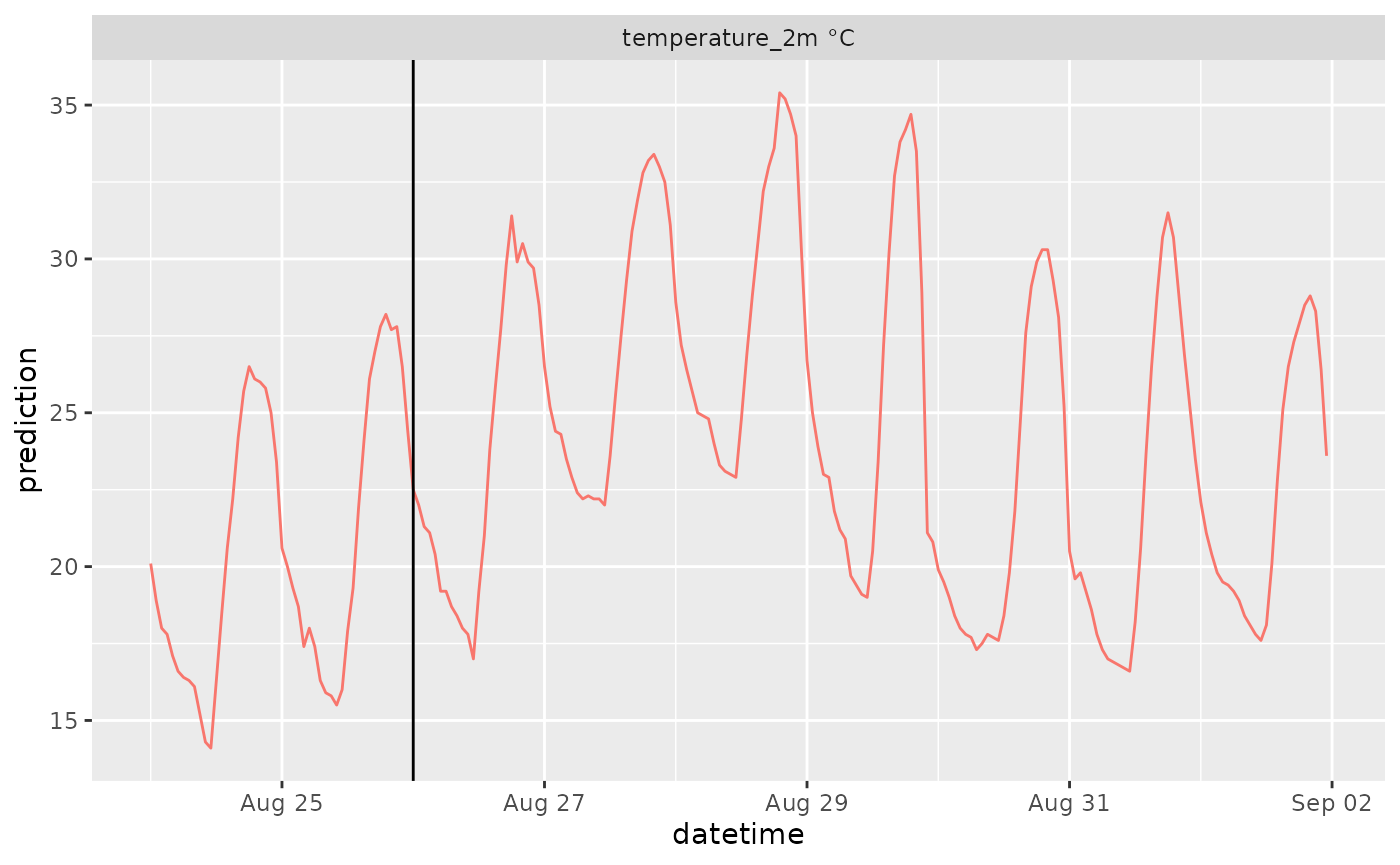 temperature_2m °C
35
30
25
20
15
prediction
Aug 25
Aug 27
Aug 29
Aug 31
Sep 02
datetime